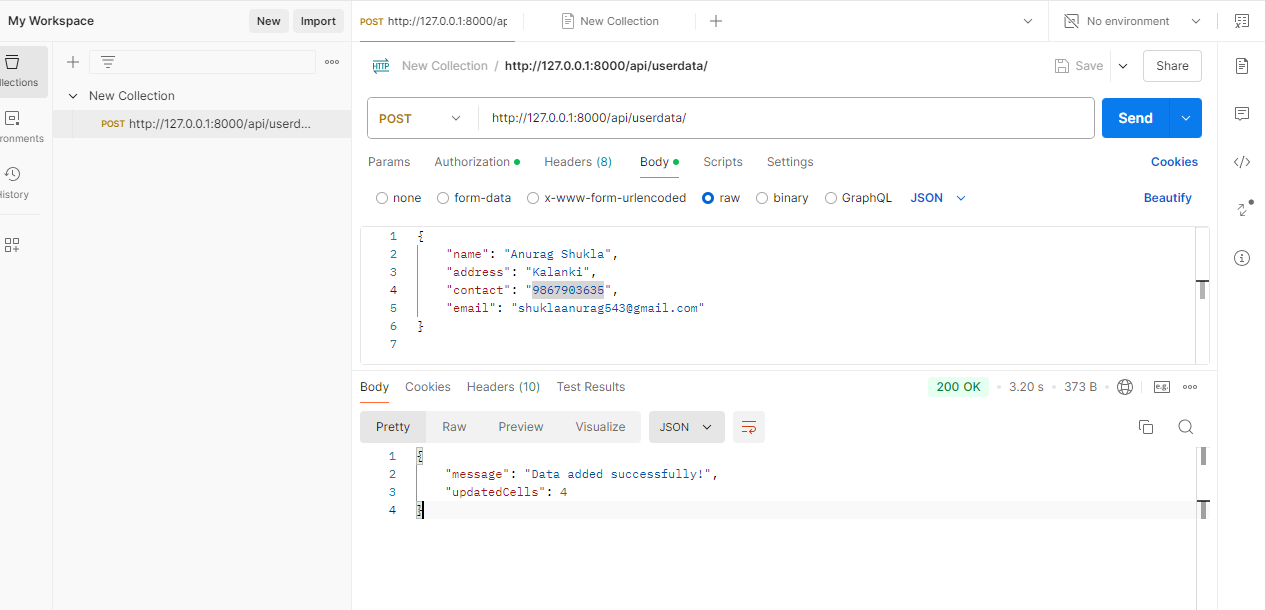 My Workspace New Import POST http://127.0.0.1:8000/ap New Collection No environment
New Collection / http://127.0.0.1:8000/api/userdata/ Save Share
llections
New Collection
POST http://127.0.0.1:8000/api/userd...
POST http://127.0.0.1:8000/api/userdata/ Send
ronments
History
Params Authorization Headers (8) Body Scripts Settings Cookies
none form-data x-www-form-urlencoded raw binary GraphQL JSON Beautify
1 {
2 "name": "Anurag Shukla",
3 "address": "Kalanki",
4 "contact": "9867903635",
5 "email": "shuklaanurag543@gmail.com"
6 }
7
Body Cookies Headers (10) Test Results 200 OK 3.20 s 373 B e.g.
Pretty Raw Preview Visualize JSON
1 {
2 "message": "Data added successfully!",
3 "updatedCells": 4
4 }